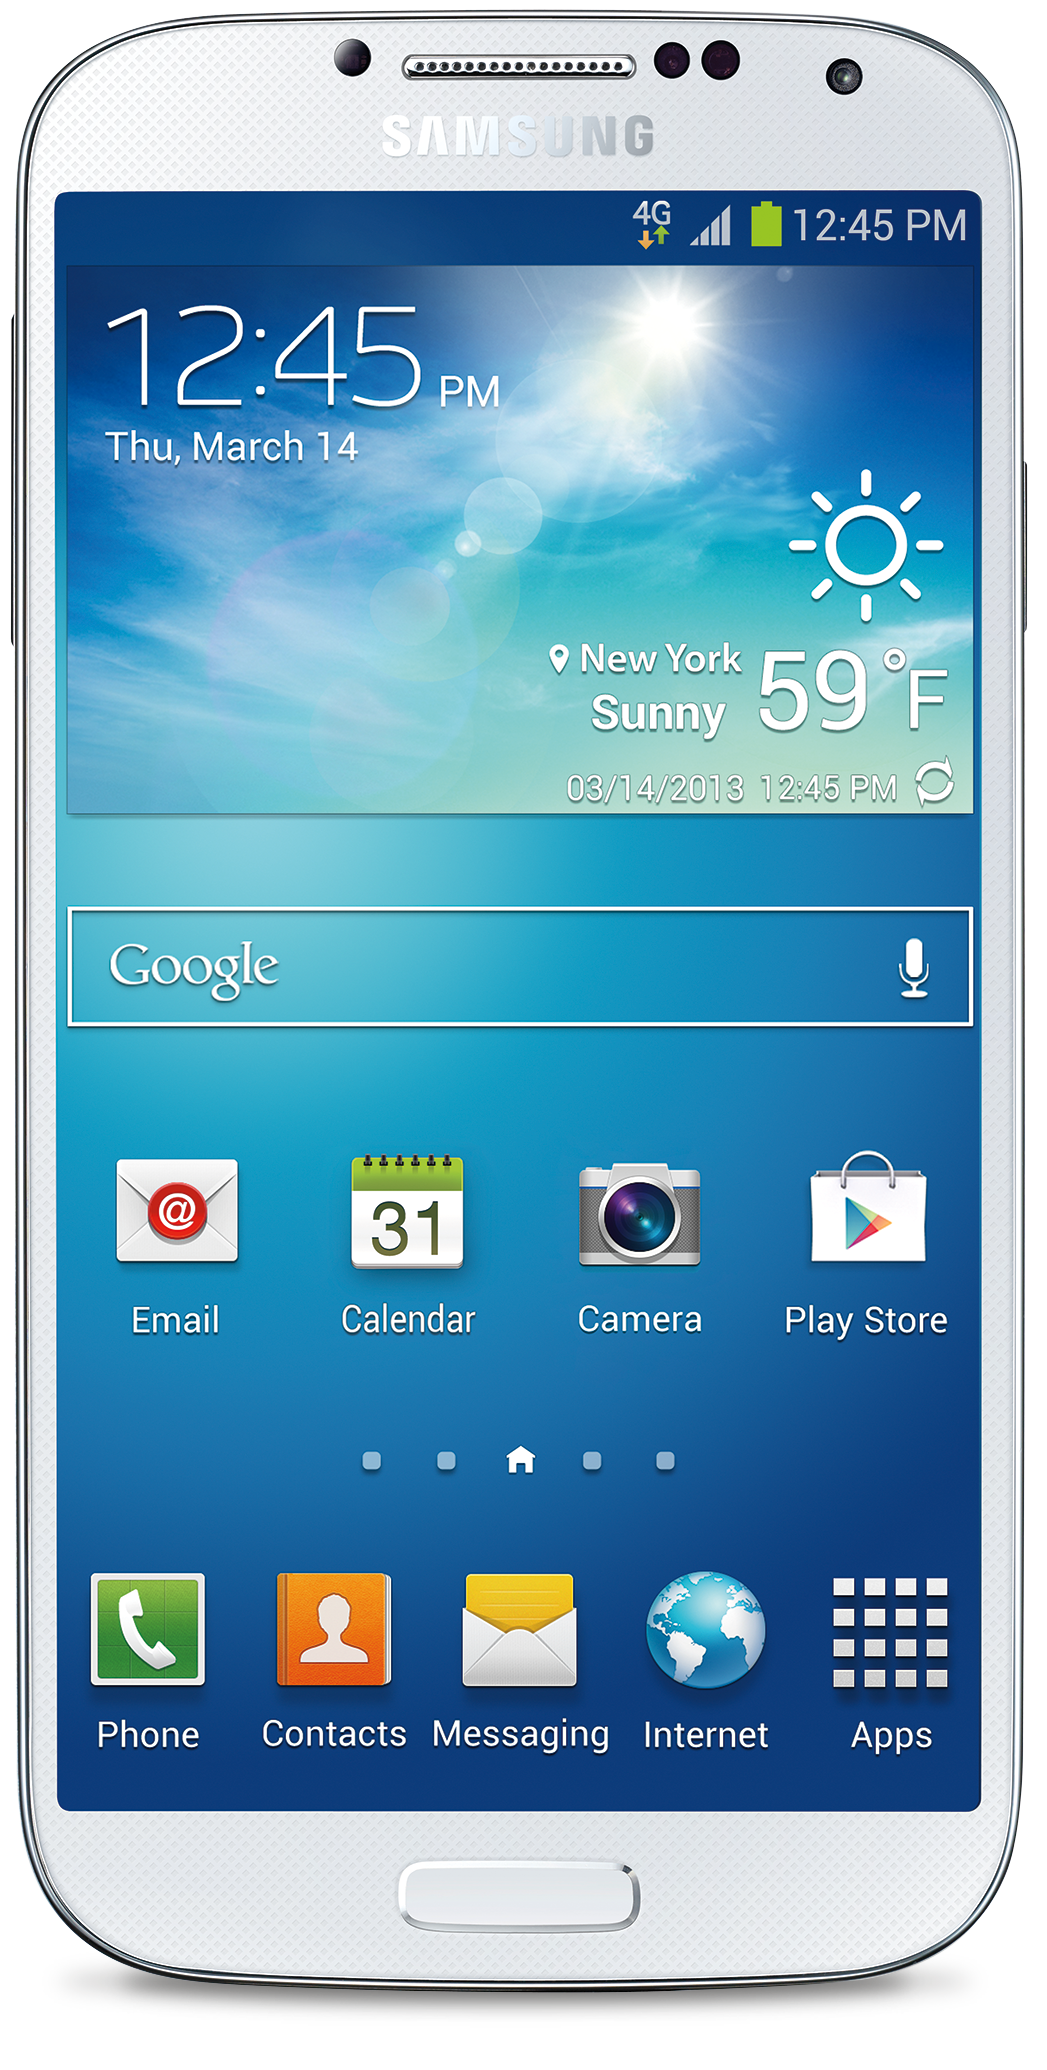 SAMSUNG
4G 12:45 PM
12:45 PM
Thu, March 14
New York
Sunny
59°F
03/14/2013 12:45 PM
Google
@
31
Email Calendar Camera Play Store
Phone Contacts Messaging Internet Apps